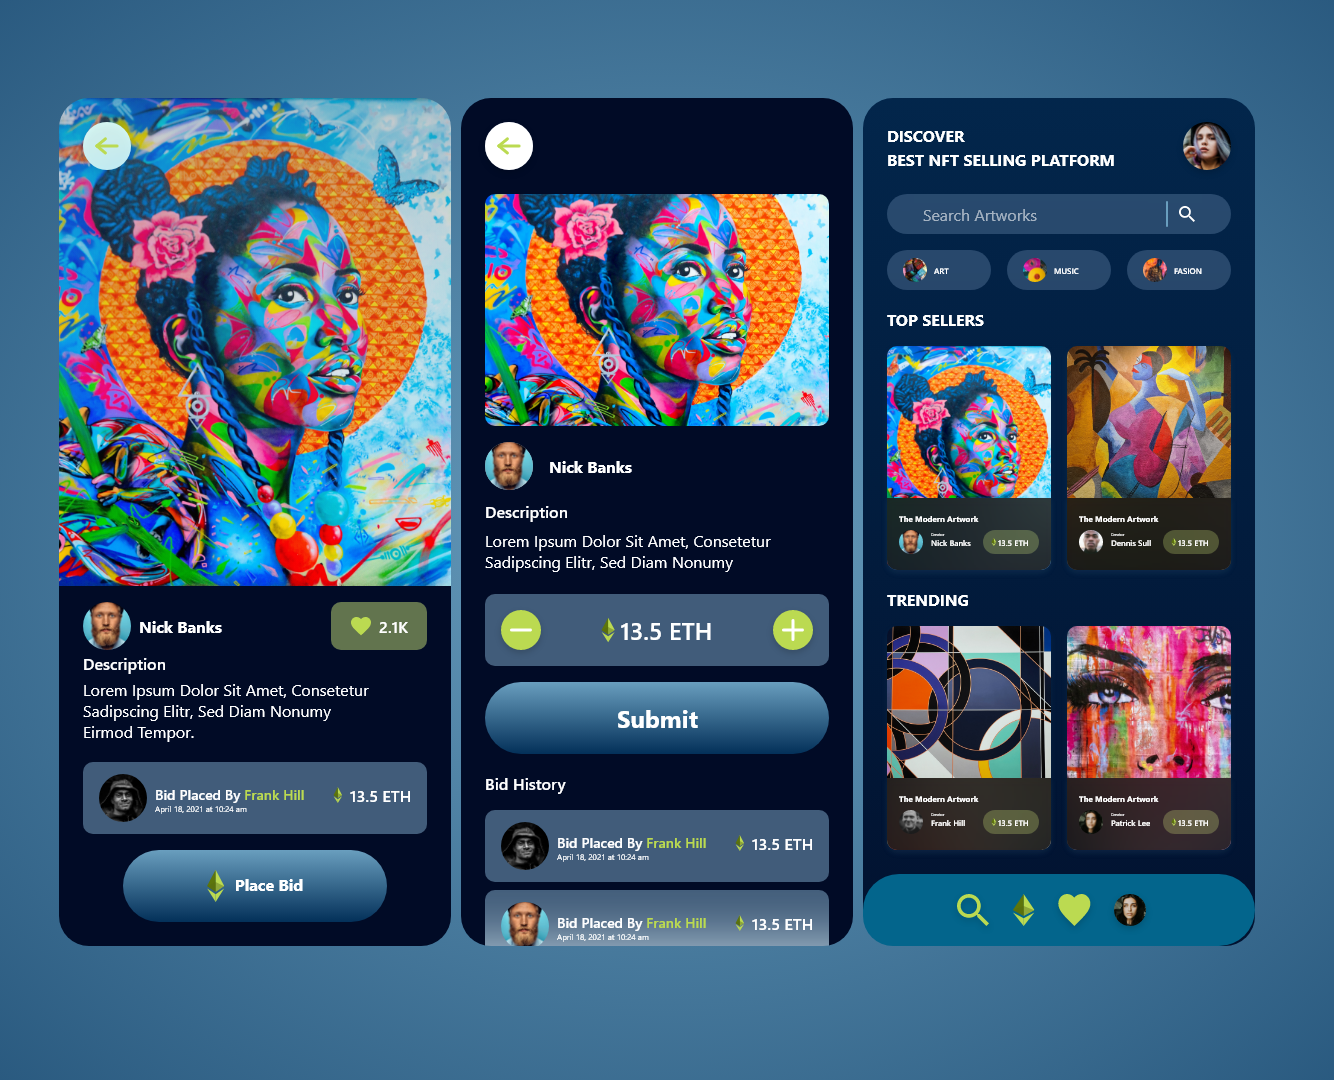 Nick Banks
2.1K
Description
Lorem Ipsum Dolor Sit Amet, Consetetur
Sadipscing Elitr, Sed Diam Nonumy
Eirmod Tempor.
Bid Placed By Frank Hill
April 18, 2021 at 10:24 am
13.5 ETH
Place Bid
Nick Banks
Description
Lorem Ipsum Dolor Sit Amet, Consetetur
Sadipscing Elitr, Sed Diam Nonumy
13.5 ETH
Submit
Bid History
Bid Placed By Frank Hill
April 18, 2021 at 10:24 am
13.5 ETH
Bid Placed By Frank Hill
April 18, 2021 at 10:24 am
13.5 ETH
DISCOVER
BEST NFT SELLING PLATFORM
Search Artworks
ART
MUSIC
FASION
TOP SELLERS
The Modern Artwork
Creator
Nick Banks
13.5 ETH
The Modern Artwork
Creator
Dennis Sull
13.5 ETH
TRENDING
The Modern Artwork
Creator
Frank Hill
13.5 ETH
The Modern Artwork
Creator
Patrick Lee
13.5 ETH